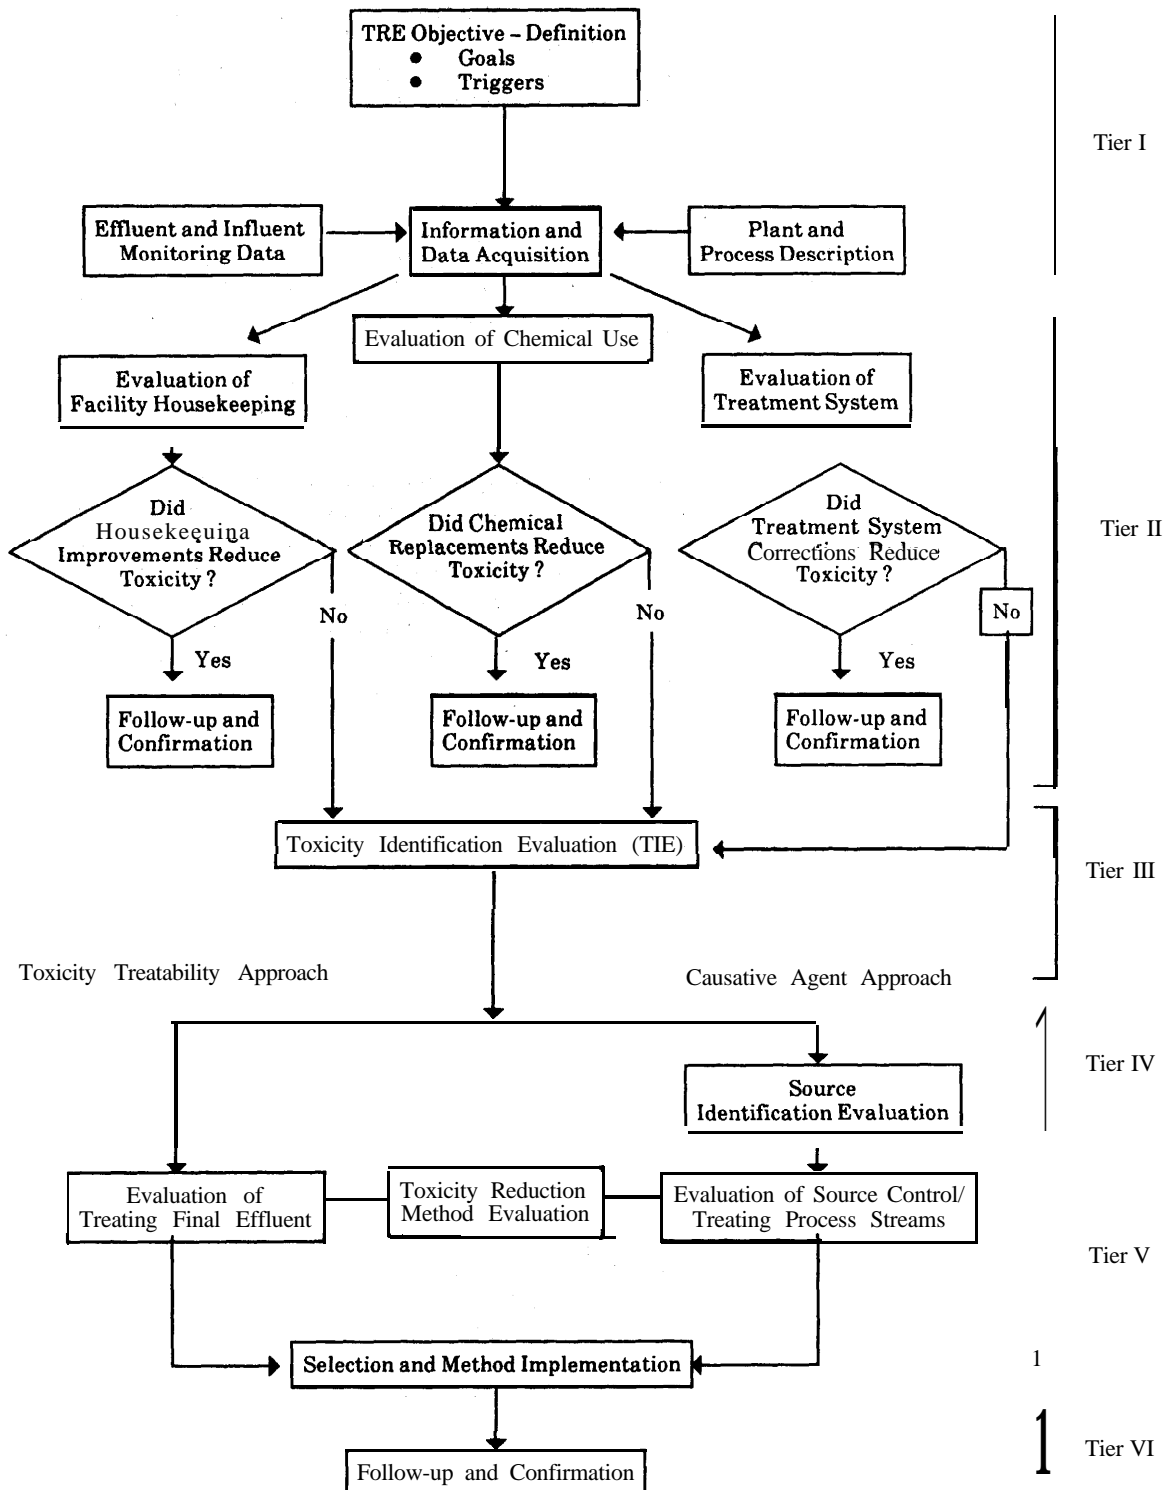 TRE Objective – Definition
● Goals
● Triggers
Tier I
Effluent and Influent
Monitoring Data
Information and
Data Acquisition
Plant and
Process Description
Evaluation of Chemical Use
Evaluation of
Facility Housekeeping
Evaluation of
Treatment System
Did
Housekequina
Improvements Reduce
Toxicity ?
Did Chemical
Replacements Reduce
Toxicity ?
Did
Treatment System
Corrections Reduce
Toxicity ?
Tier II
No
No
No
Yes
Yes
Yes
Follow-up and
Confirmation
Follow-up and
Confirmation
Follow-up and
Confirmation
Toxicity Identification Evaluation (TIE)
Tier III
Toxicity Treatability Approach
Causative Agent Approach
Tier IV
Source
Identification Evaluation
Evaluation of
Treating Final Effluent
Toxicity Reduction
Method Evaluation
Evaluation of Source Control/
Treating Process Streams
Tier V
Selection and Method Implementation
1
1
Tier VI
Follow-up and Confirmation